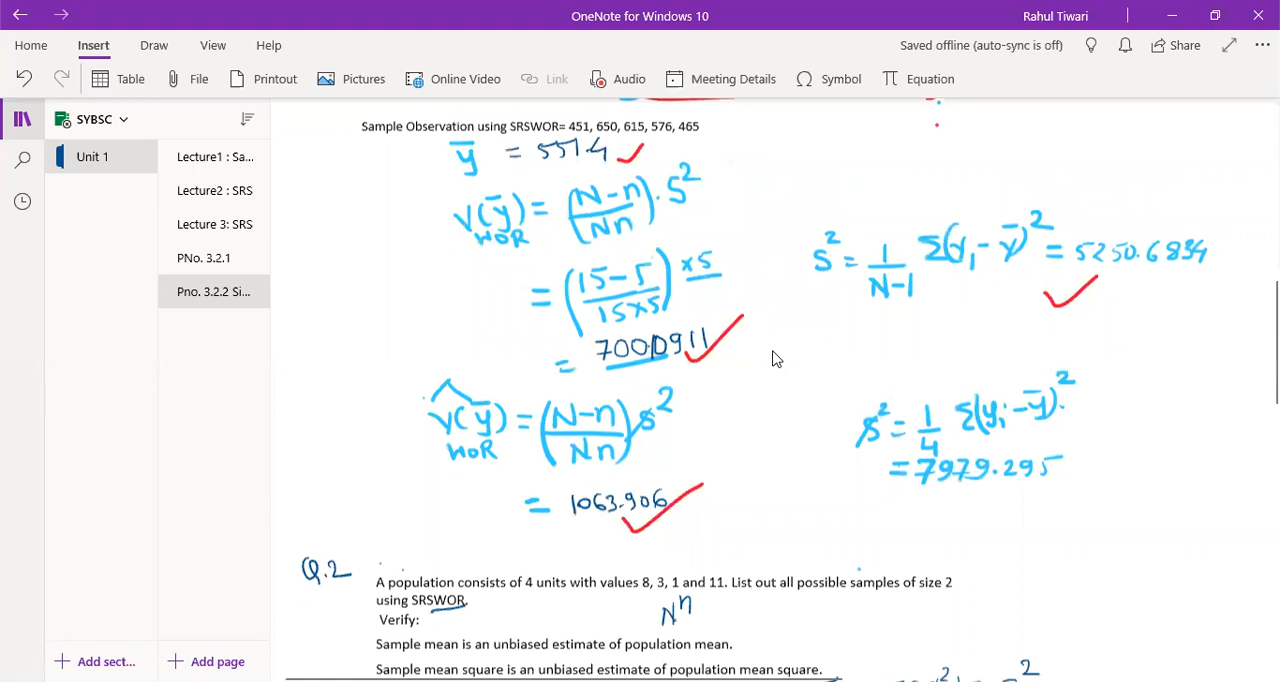 OneNote for Windows 10
Rahul Tiwari
Home Insert Draw View Help
Saved offline (auto-sync is off) Share
Table File Printout Pictures Online Video Link Audio Meeting Details Symbol Equation
SYBSC
Unit 1
Lecture1 : Sa...
Lecture2 : SRS
Lecture 3: SRS
PNo. 3.2.1
Pno. 3.2.2 Si...
Sample Observation using SRSWOR= 451, 650, 615, 576, 465
ȳ = 551.4
V(ȳ) WOR = (N-n / Nn) . S²
= (15-5 / 15x5) x5
= 700.0911
S² = 1/N-1 Σ(yᵢ - ȳ)² = 5250.6834
v(ȳ) WOR = (N-n / Nn) s²
= 1063.906
s² = 1/4 Σ(yᵢ - ȳ)²
= 7979.295
Q.2
A population consists of 4 units with values 8, 3, 1 and 11. List out all possible samples of size 2
using SRSWOR.
Nⁿ
Verify:
Sample mean is an unbiased estimate of population mean.
Sample mean square is an unbiased estimate of population mean square.
Add sect...
Add page